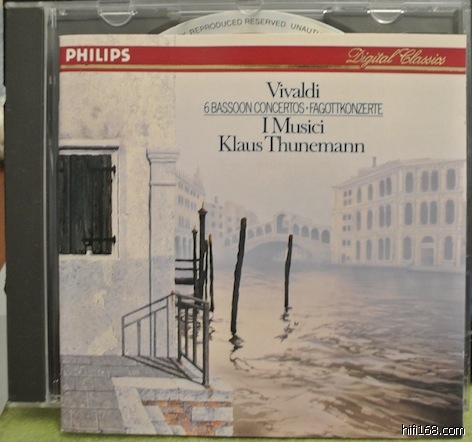 REPRODUCED RESERVED. UNAUT
PHILIPS
Digital Classics
Vivaldi
6 BASSOON CONCERTOS · FAGOTTKONZERTE
I Musici
Klaus Thunemann
hifi168.com